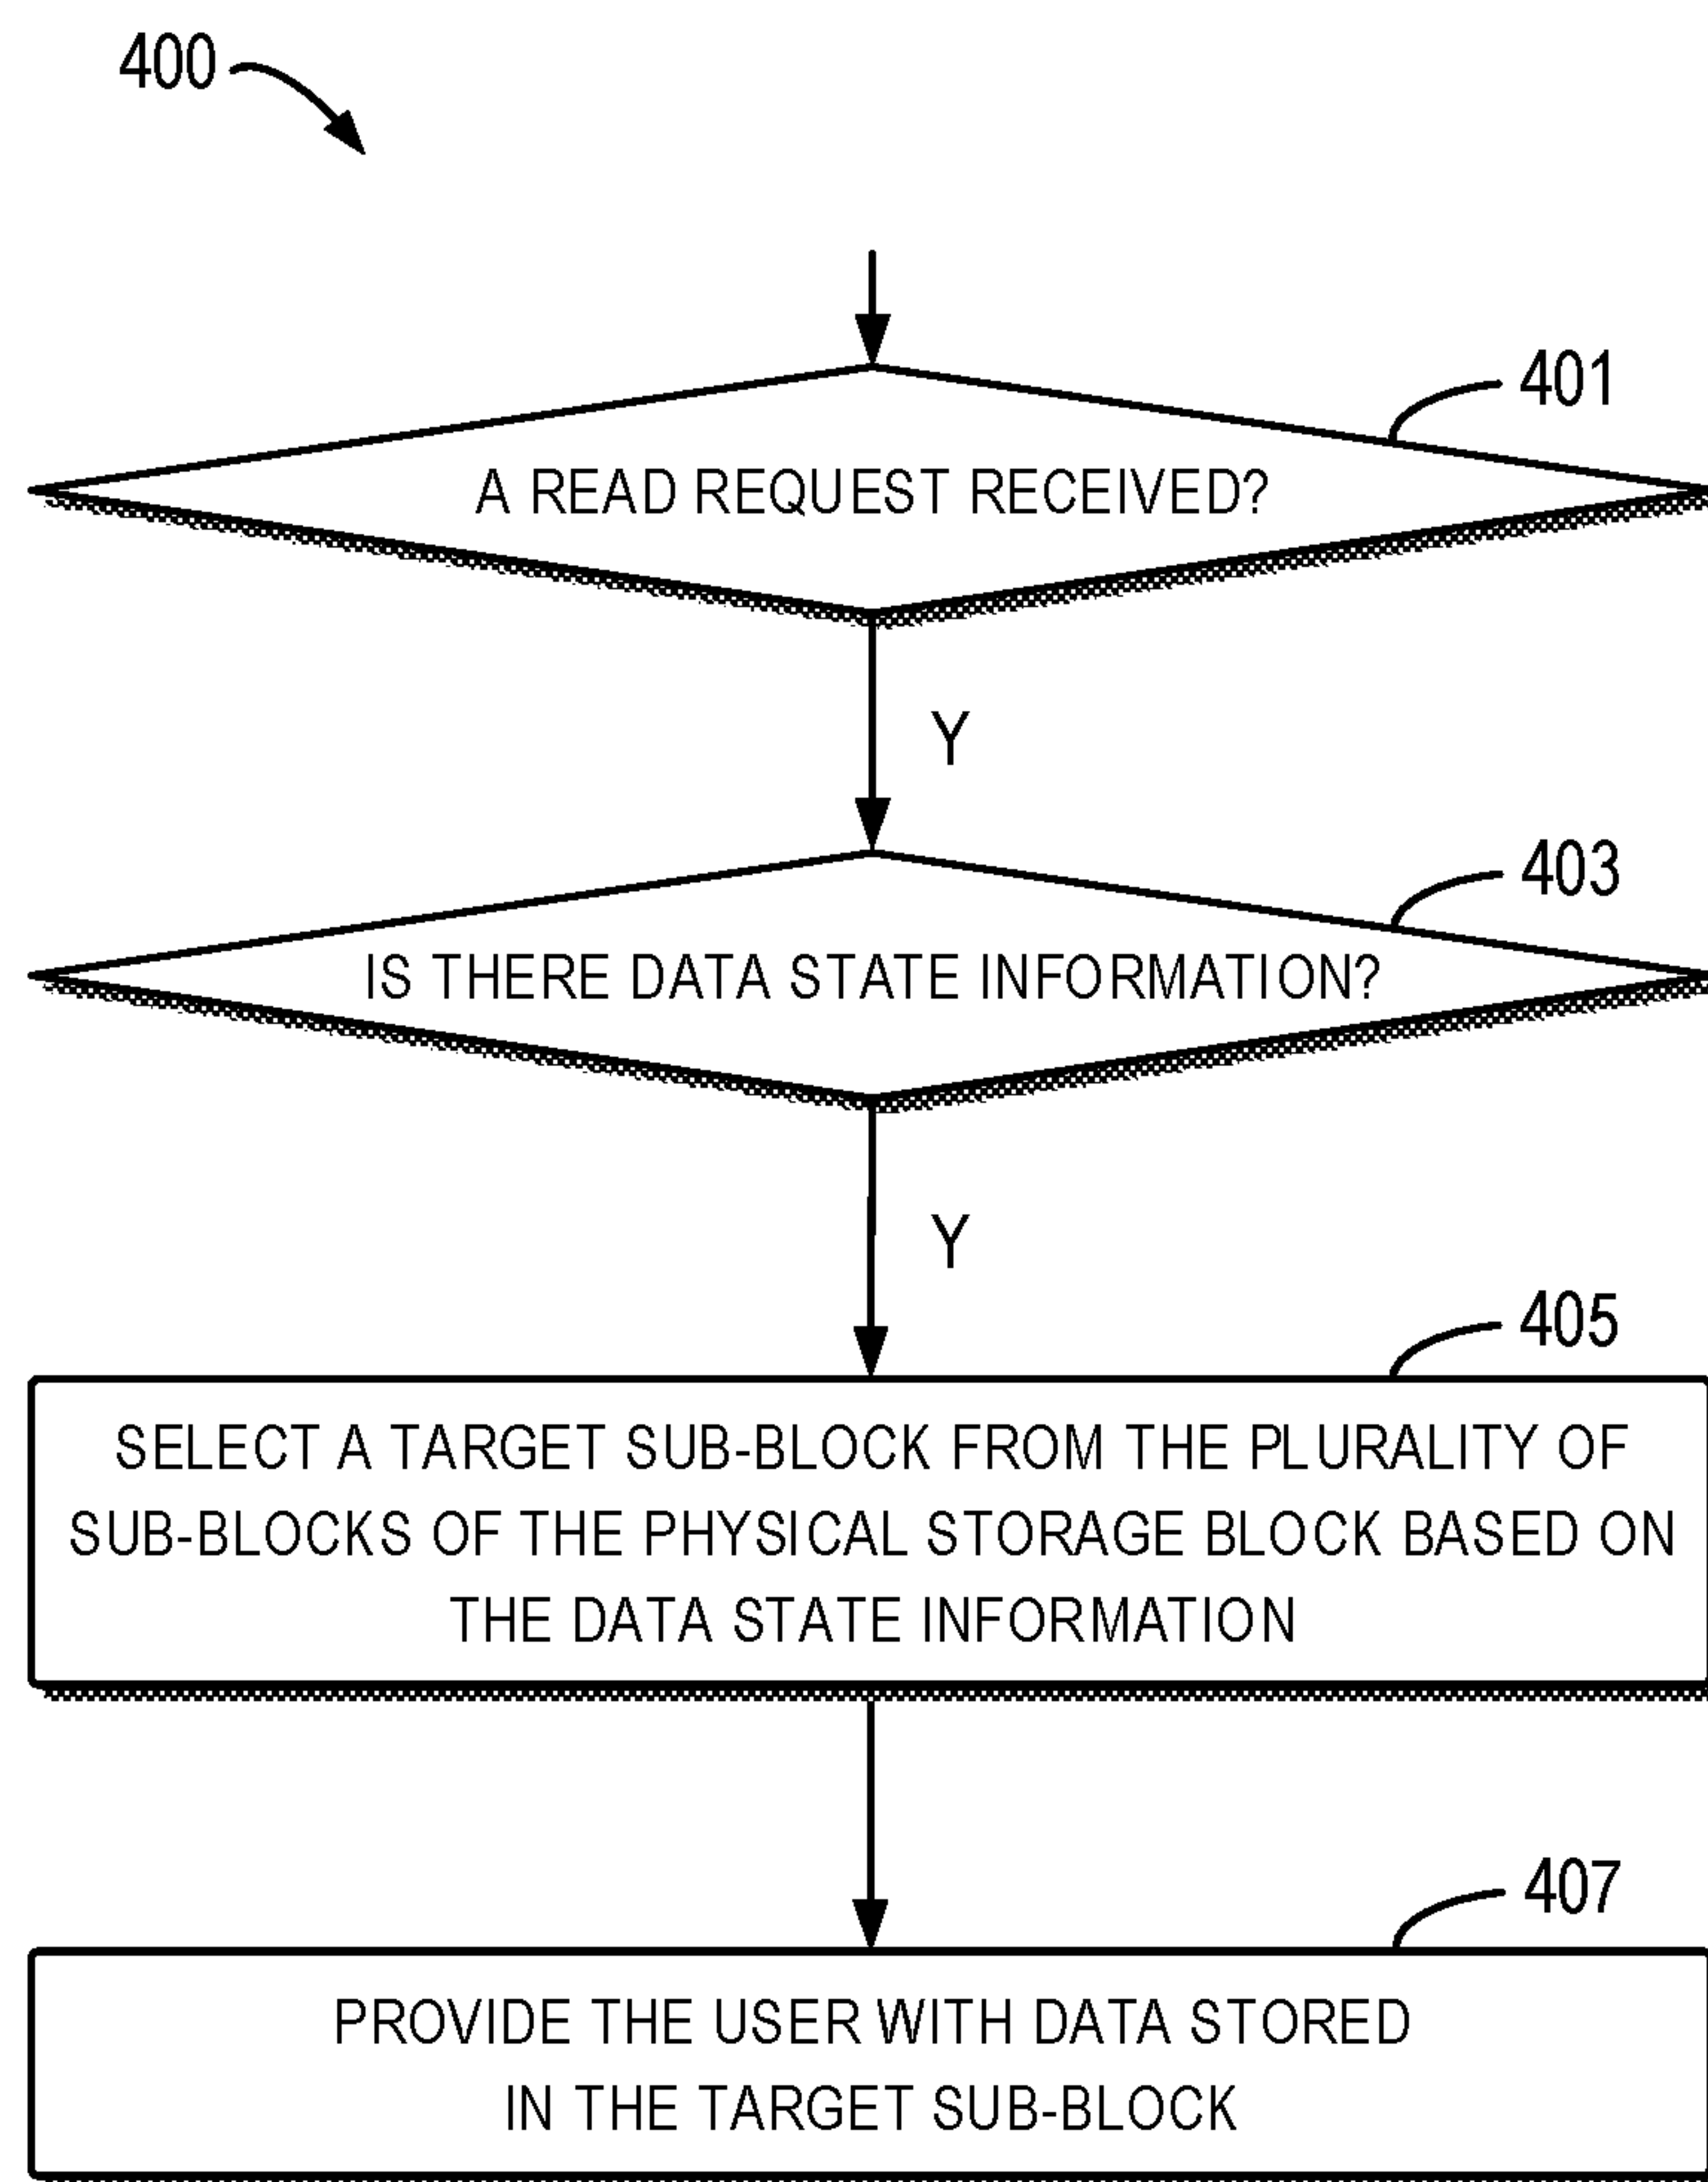 400
401
A READ REQUEST RECEIVED?
Y
403
IS THERE DATA STATE INFORMATION?
Y
405
SELECT A TARGET SUB-BLOCK FROM THE PLURALITY OF
SUB-BLOCKS OF THE PHYSICAL STORAGE BLOCK BASED ON
THE DATA STATE INFORMATION
407
PROVIDE THE USER WITH DATA STORED
IN THE TARGET SUB-BLOCK